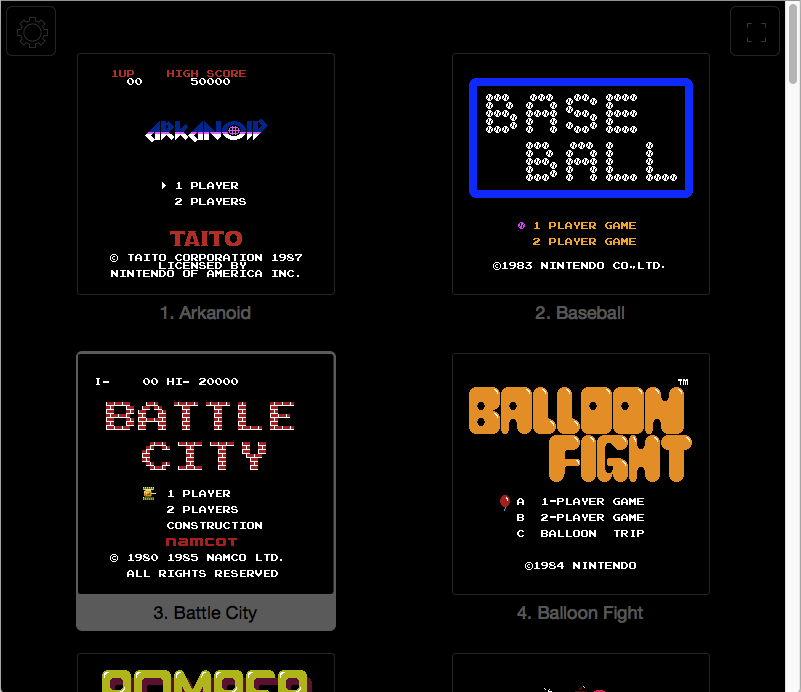 1UP HIGH SCORE
00 50000
ARKANOID
1 PLAYER
2 PLAYERS
TAITO
© TAITO CORPORATION 1987
LICENSED BY
NINTENDO OF AMERICA INC.
1. Arkanoid
BASE
BALL
1 PLAYER GAME
2 PLAYER GAME
©1983 NINTENDO CO.,LTD.
2. Baseball
I- 00 HI- 20000
BATTLE
CITY
1 PLAYER
2 PLAYERS
CONSTRUCTION
namcot
© 1980 1985 NAMCO LTD.
ALL RIGHTS RESERVED
3. Battle City
TM
BALLOON
FIGHT
A 1-PLAYER GAME
B 2-PLAYER GAME
C BALLOON TRIP
©1984 NINTENDO
4. Balloon Fight